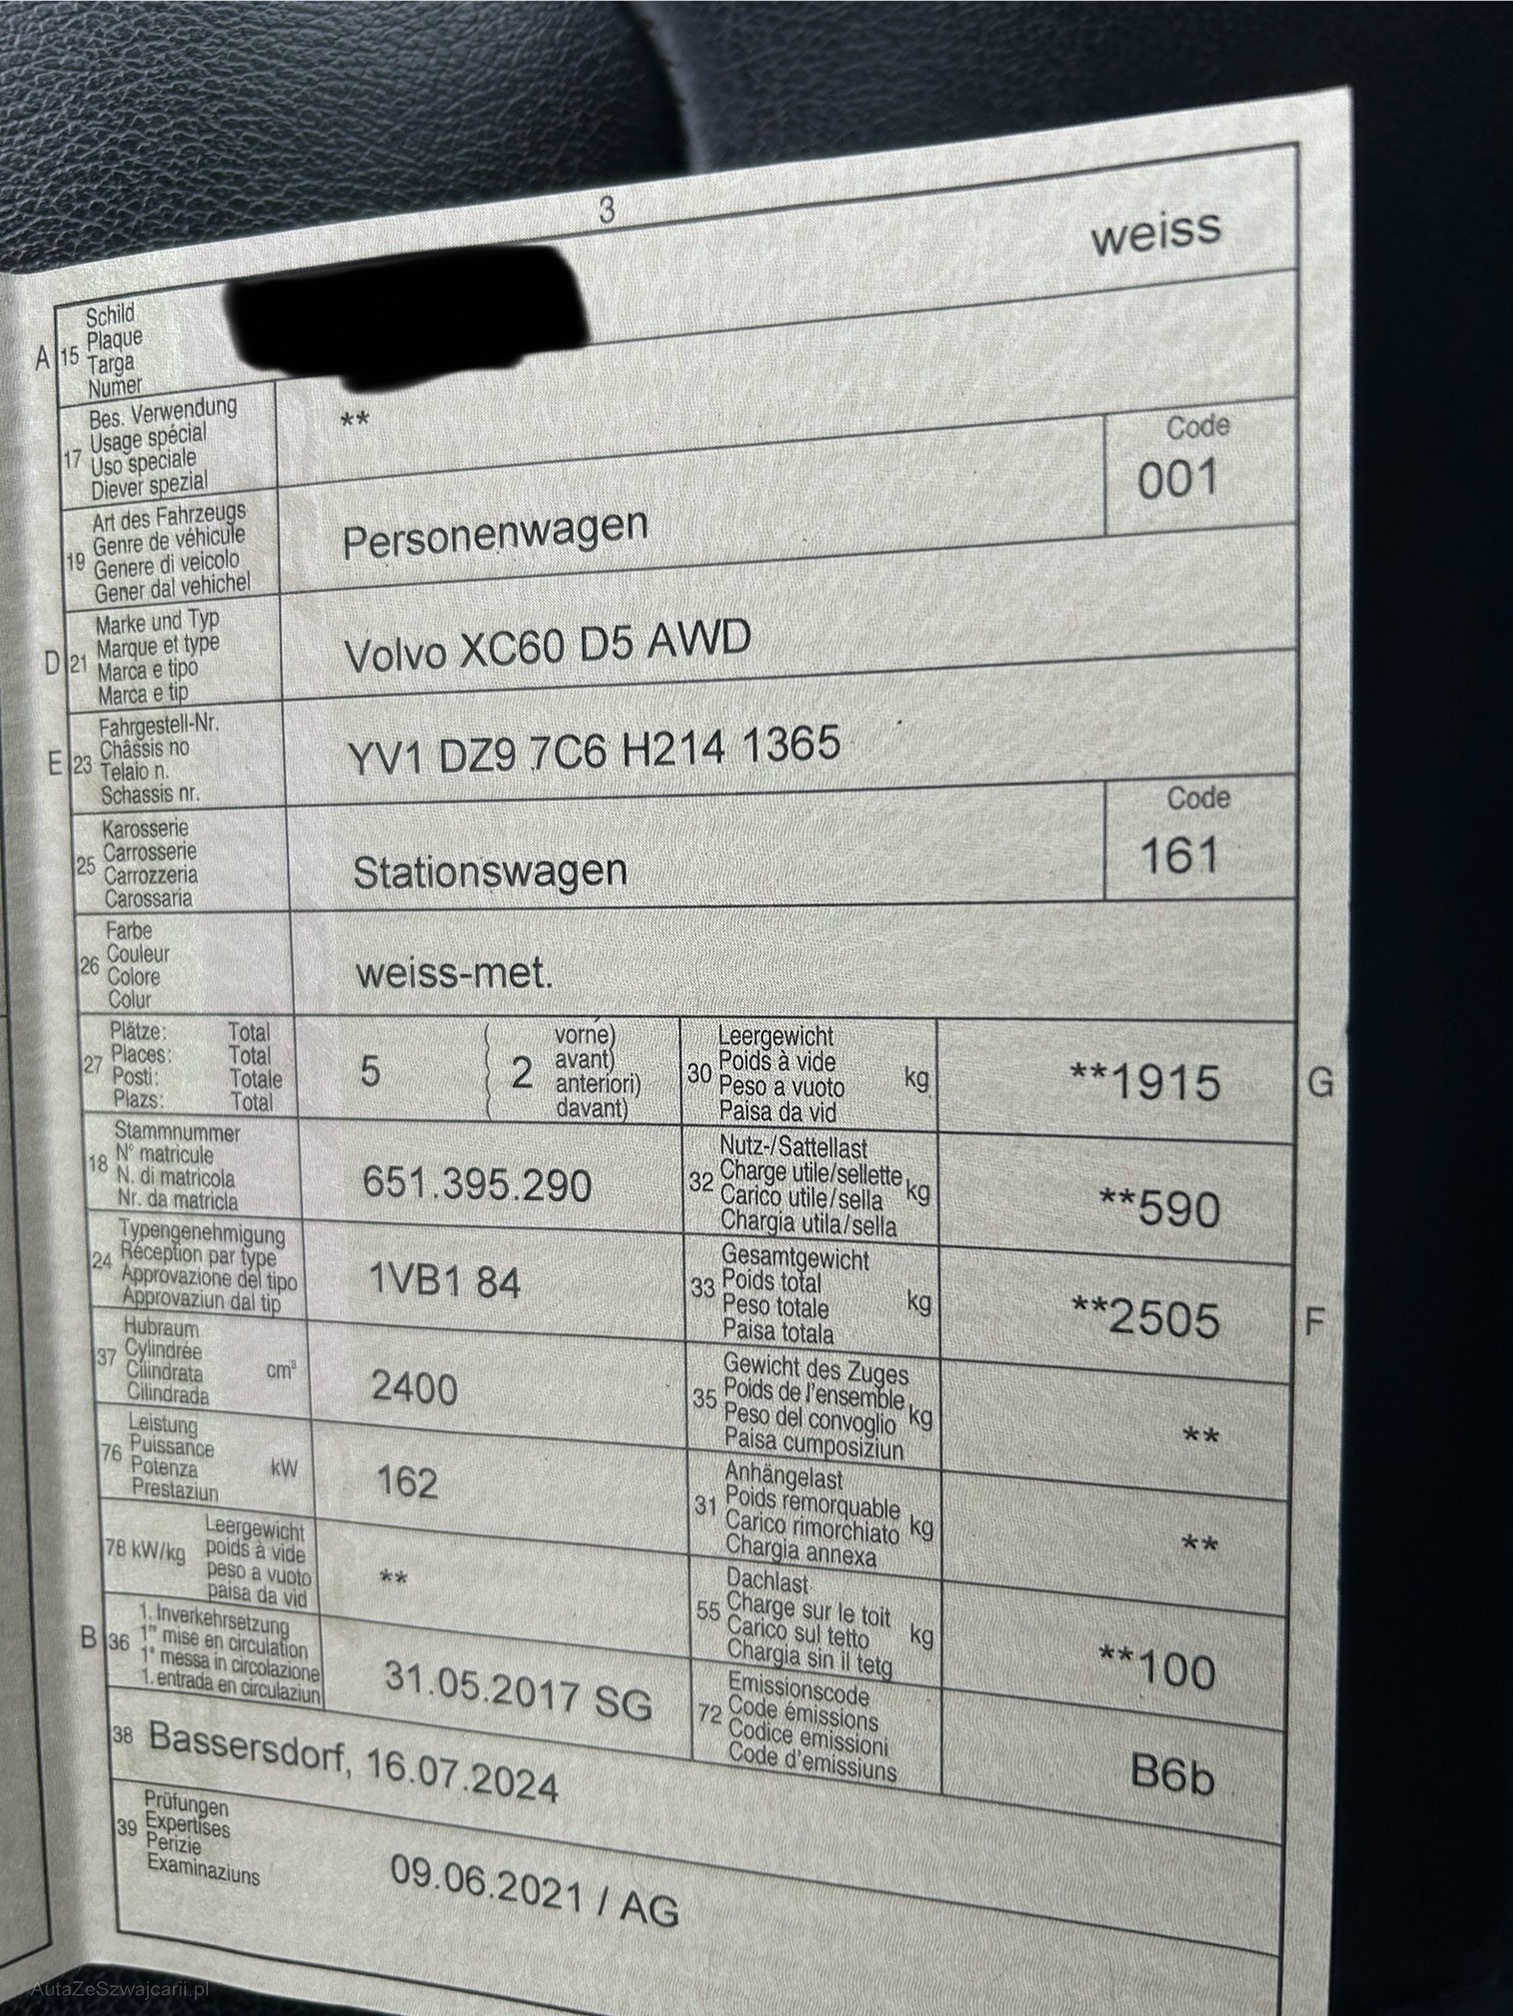 3
weiss
A 15 Schild
Plaque
Targa
Numer
17 Bes. Verwendung
Usage spécial
Uso speciale
Diever spezial
**
19 Art des Fahrzeugs
Genre de véhicule
Genere di veicolo
Gener dal vehichel
Personenwagen
Code
001
D 21 Marke und Typ
Marque et type
Marca e tipo
Marca e tip
Volvo XC60 D5 AWD
E 23 Fahrgestell-Nr.
Châssis no
Telaio n.
Schassis nr.
YV1 DZ9 7C6 H214 1365
25 Karosserie
Carrosserie
Carrozzeria
Carossaria
Stationswagen
Code
161
26 Farbe
Couleur
Colore
Colur
weiss-met.
27 Plätze: Total
Places: Total
Posti: Totale
Plazs: Total
5
2
vorne)
avant)
anteriori)
davant)
30 Leergewicht
Poids à vide
Peso a vuoto
Paisa da vid
kg
**1915
G
18 Stammnummer
N° matricule
N. di matricola
Nr. da matricla
651.395.290
32 Nutz-/Sattellast
Charge utile/sellette
Carico utile/sella
Chargia utila/sella
kg
**590
24 Typengenehmigung
Réception par type
Approvazione del tipo
Approvaziun dal tip
1VB1 84
33 Gesamtgewicht
Poids total
Peso totale
Paisa totala
kg
**2505
F
37 Hubraum
Cylindrée
Cilindrata
Cilindrada
cm³
2400
35 Gewicht des Zuges
Poids de l'ensemble
Peso del convoglio
Paisa cumposiziun
kg
**
76 Leistung
Puissance
Potenza
Prestaziun
kW
162
31 Anhängelast
Poids remorquable
Carico rimorchiato
Chargia annexa
kg
**
78 kW/kg
Leergewicht
poids à vide
peso a vuoto
paisa da vid
**
55 Dachlast
Charge sur le toit
Carico sul tetto
Chargia sin il tetg
kg
**100
B 36 1. Inverkehrsetzung
1re mise en circulation
1a messa in circolazione
1. entrada en circulaziun
31.05.2017 SG
72 Emissionscode
Code émissions
Codice emissioni
Code d'emissiuns
B6b
38 Bassersdorf, 16.07.2024
39 Prüfungen
Expertises
Perizie
Examinaziuns
09.06.2021 / AG
AutaZeSzwajcarii.pl